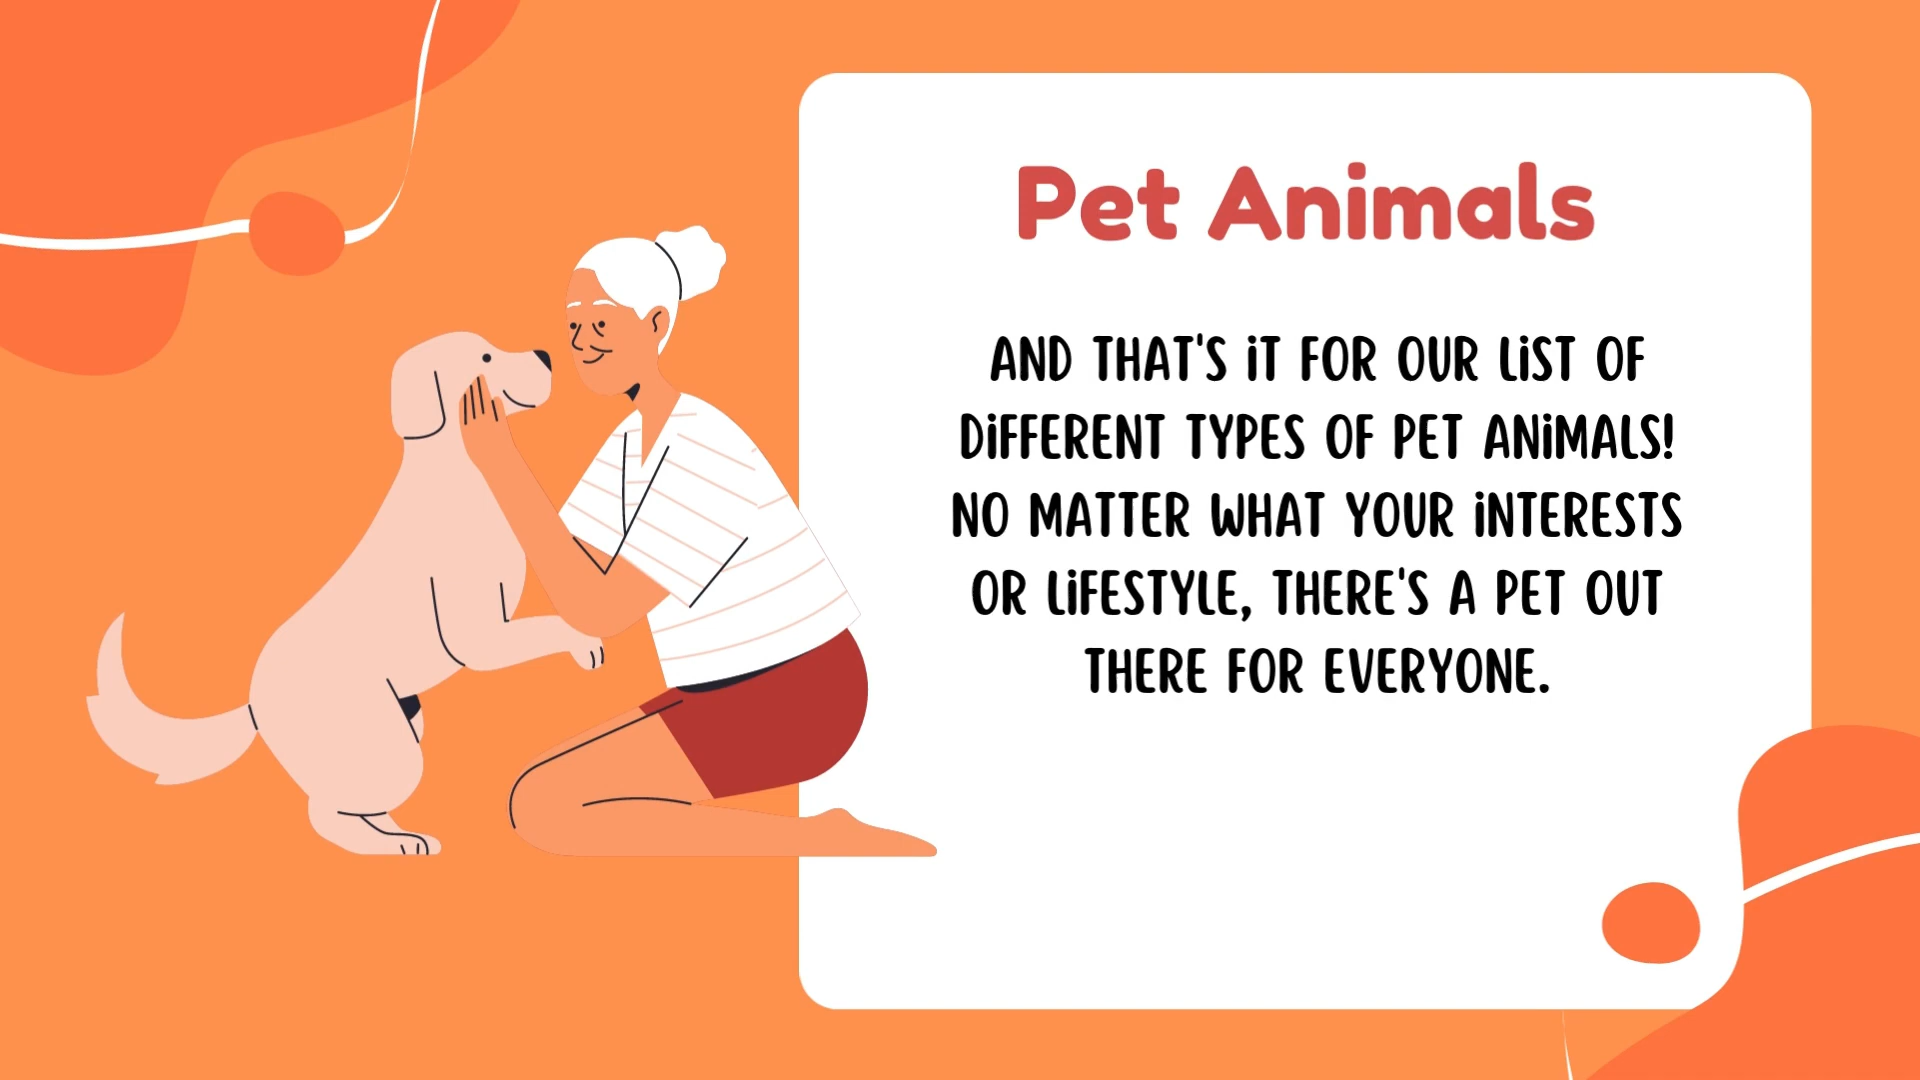 Pet Animals
AND THAT'S iT FOR OUR LiST OF
DiFFERENT TYPES OF PET ANiMALS!
NO MATTER WHAT YOUR iNTERESTS
OR LiFESTYLE, THERE'S A PET OUT
THERE FOR EVERYONE.